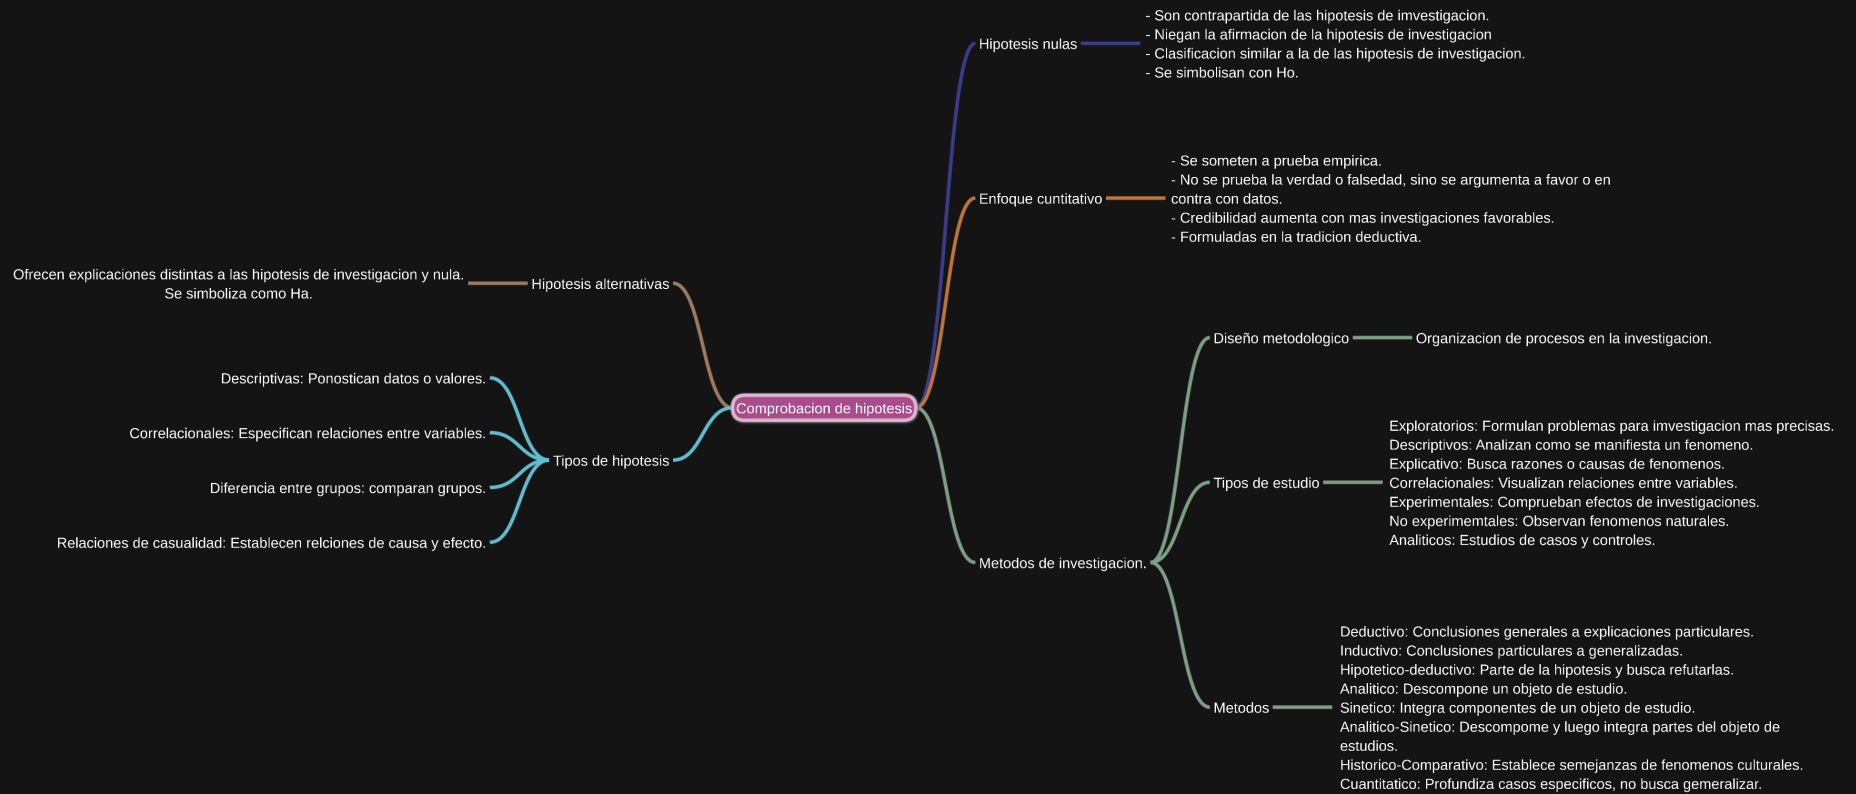 Hipotesis nulas
- Son contrapartida de las hipotesis de imvestigacion.
- Niegan la afirmacion de la hipotesis de investigacion
- Clasificacion similar a la de las hipotesis de investigacion.
- Se simbolisan con Ho.
Enfoque cuntitativo
- Se someten a prueba empirica.
- No se prueba la verdad o falsedad, sino se argumenta a favor o en
contra con datos.
- Credibilidad aumenta con mas investigaciones favorables.
- Formuladas en la tradicion deductiva.
Ofrecen explicaciones distintas a las hipotesis de investigacion y nula.
Se simboliza como Ha.
Hipotesis alternativas
Descriptivas: Ponostican datos o valores.
Correlacionales: Especifican relaciones entre variables.
Diferencia entre grupos: comparan grupos.
Relaciones de casualidad: Establecen relciones de causa y efecto.
Tipos de hipotesis
Comprobacion de hipotesis
Metodos de investigacion.
Diseño metodologico
Organizacion de procesos en la investigacion.
Tipos de estudio
Exploratorios: Formulan problemas para imvestigacion mas precisas.
Descriptivos: Analizan como se manifiesta un fenomeno.
Explicativo: Busca razones o causas de fenomenos.
Correlacionales: Visualizan relaciones entre variables.
Experimentales: Comprueban efectos de investigaciones.
No experimemtales: Observan fenomenos naturales.
Analiticos: Estudios de casos y controles.
Metodos
Deductivo: Conclusiones generales a explicaciones particulares.
Inductivo: Conclusiones particulares a generalizadas.
Hipotetico-deductivo: Parte de la hipotesis y busca refutarlas.
Analitico: Descompone un objeto de estudio.
Sinetico: Integra componentes de un objeto de estudio.
Analitico-Sinetico: Descompome y luego integra partes del objeto de
estudios.
Historico-Comparativo: Establece semejanzas de fenomenos culturales.
Cuantitatico: Profundiza casos especificos, no busca gemeralizar.